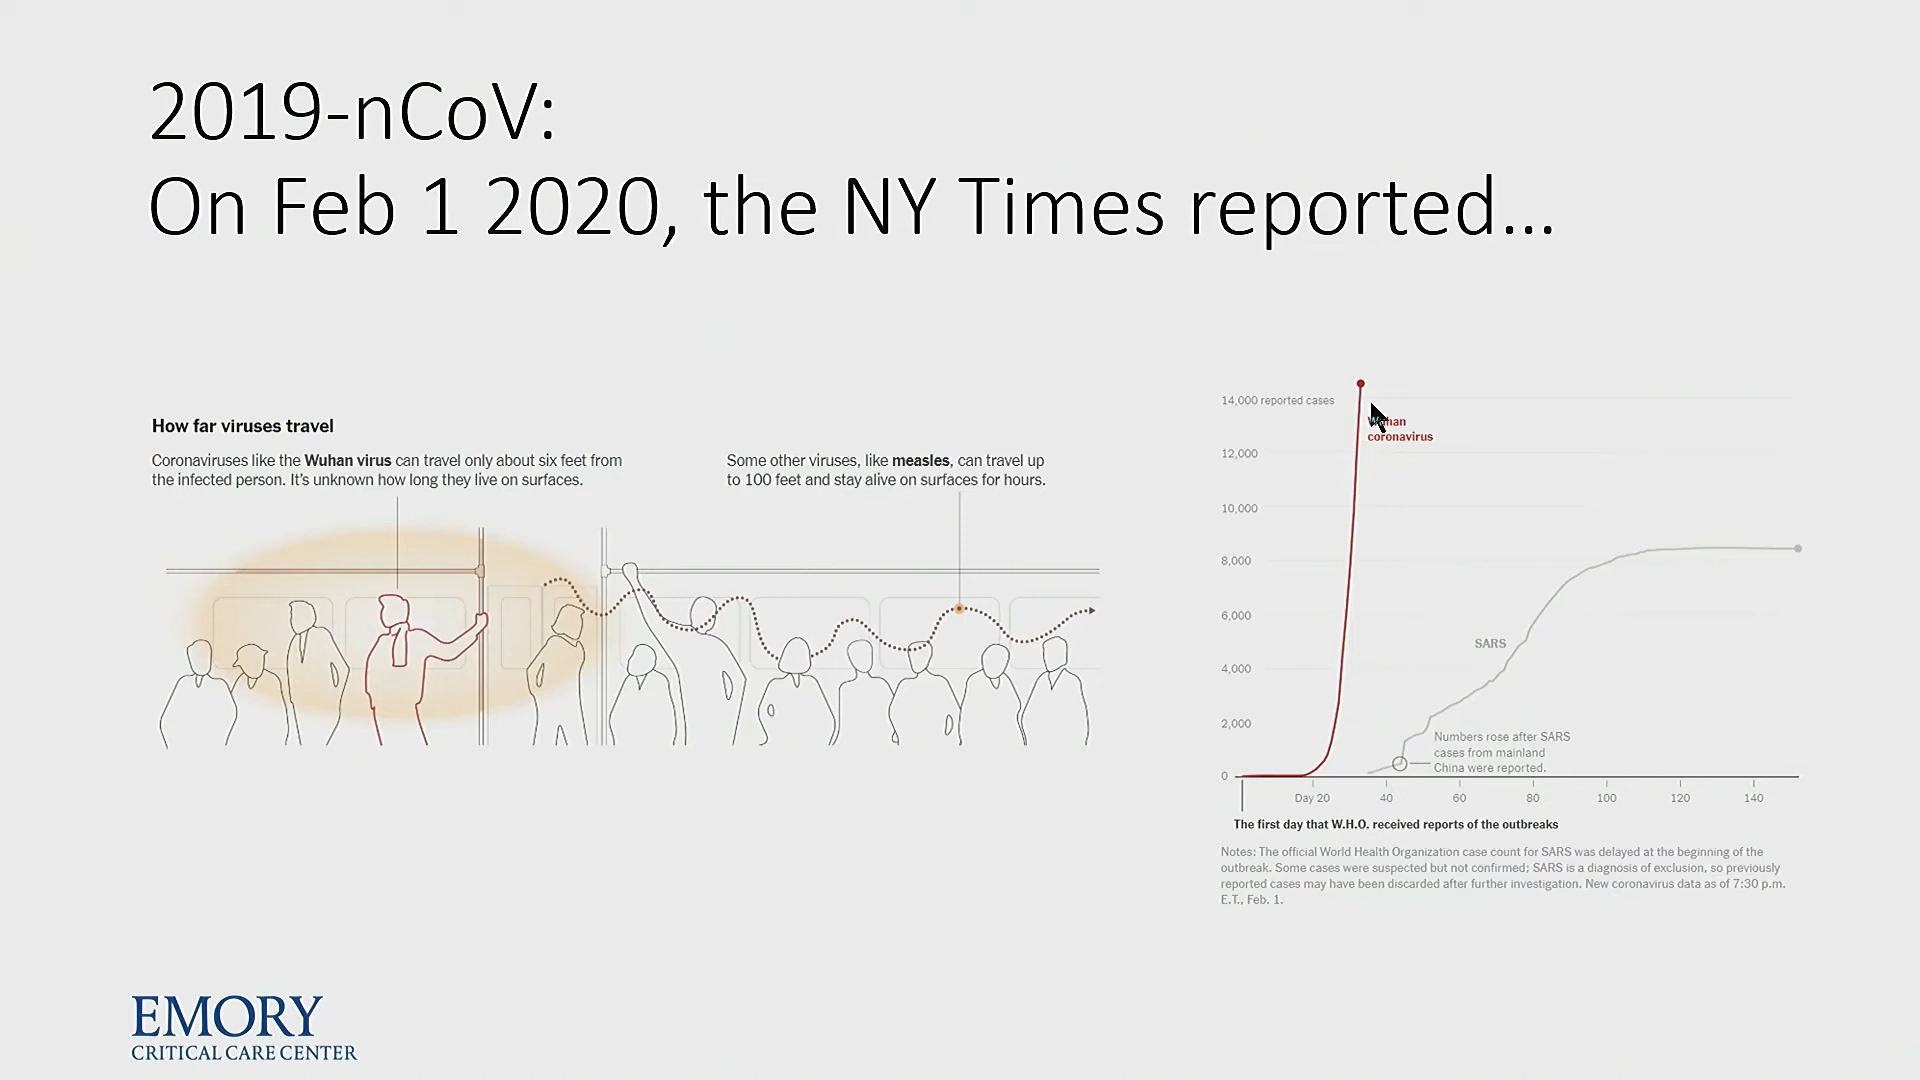 2019-nCoV:
On Feb 1 2020, the NY Times reported...
How far viruses travel
Coronaviruses like the Wuhan virus can travel only about six feet from
the infected person. It's unknown how long they live on surfaces.
Some other viruses, like measles, can travel up
to 100 feet and stay alive on surfaces for hours.
14,000 reported cases
Wuhan
coronavirus
12,000
10,000
8,000
6,000
SARS
4,000
2,000
Numbers rose after SARS
cases from mainland
China were reported.
0
Day 20 40 60 80 100 120 140
The first day that W.H.O. received reports of the outbreaks
Notes: The official World Health Organization case count for SARS was delayed at the beginning of the
outbreak. Some cases were suspected but not confirmed; SARS is a diagnosis of exclusion, so previously
reported cases may have been discarded after further investigation. New coronavirus data as of 7:30 p.m.
E.T., Feb. 1.
EMORY
CRITICAL CARE CENTER